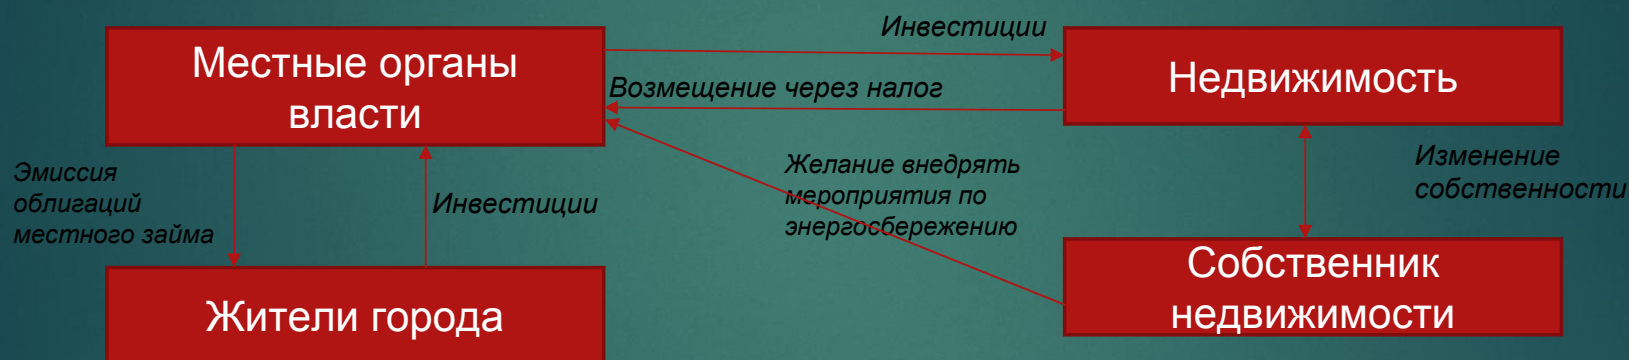 Инвестиции
Местные органы
власти
Недвижимость
Возмещение через налог
Эмиссия
облигаций
местного займа
Инвестиции
Желание внедрять
мероприятия по
энергосбережению
Изменение
собственности
Жители города
Собственник
недвижимости